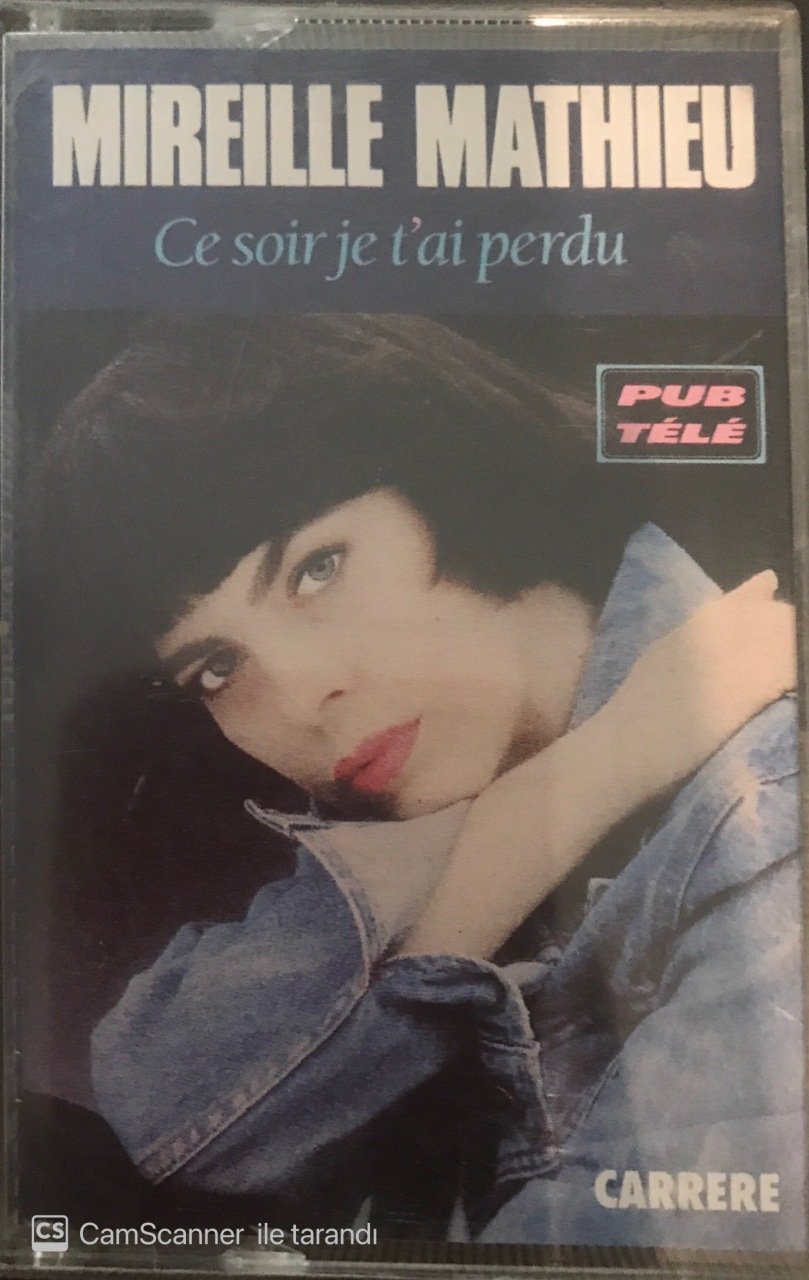 MIREILLE MATHIEU
Ce soir je t'ai perdu
PUB
TÉLÉ
CARRERE
CS CamScanner ile tarandı